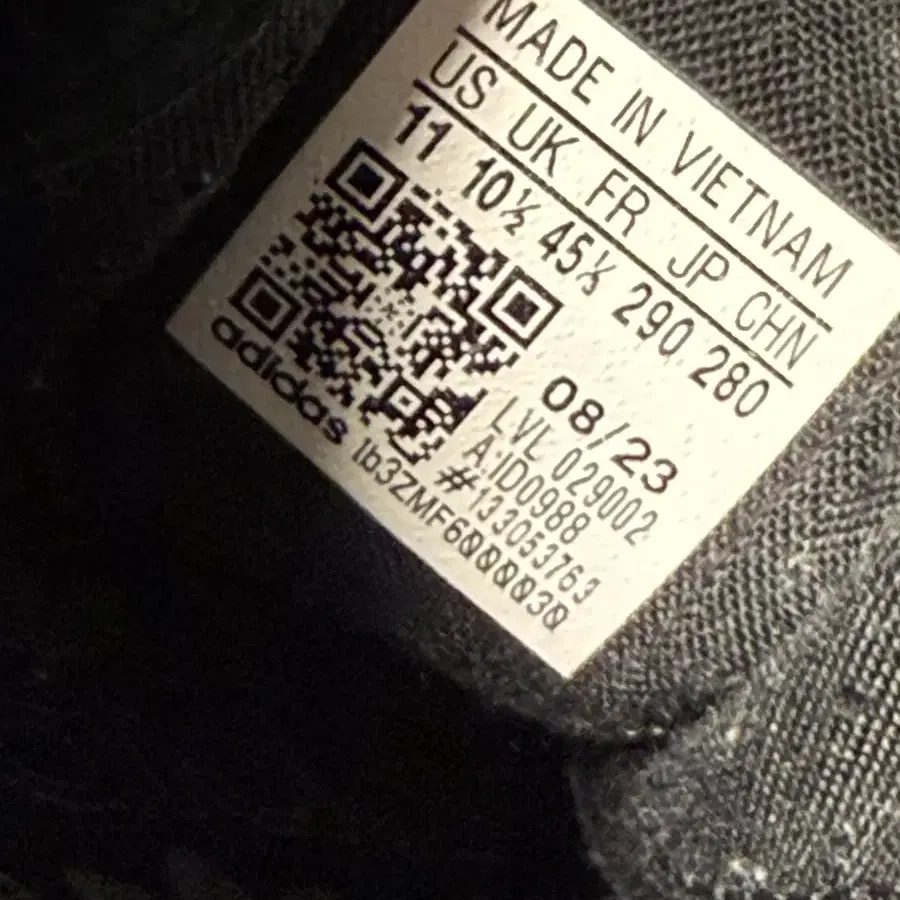 MADE IN VIETNAM
US UK FR JP CHN
11 10½ 45⅓ 290 280
08/23
LVL 029002
A:ID0988
#133053763
adidas lb3ZMF6000030